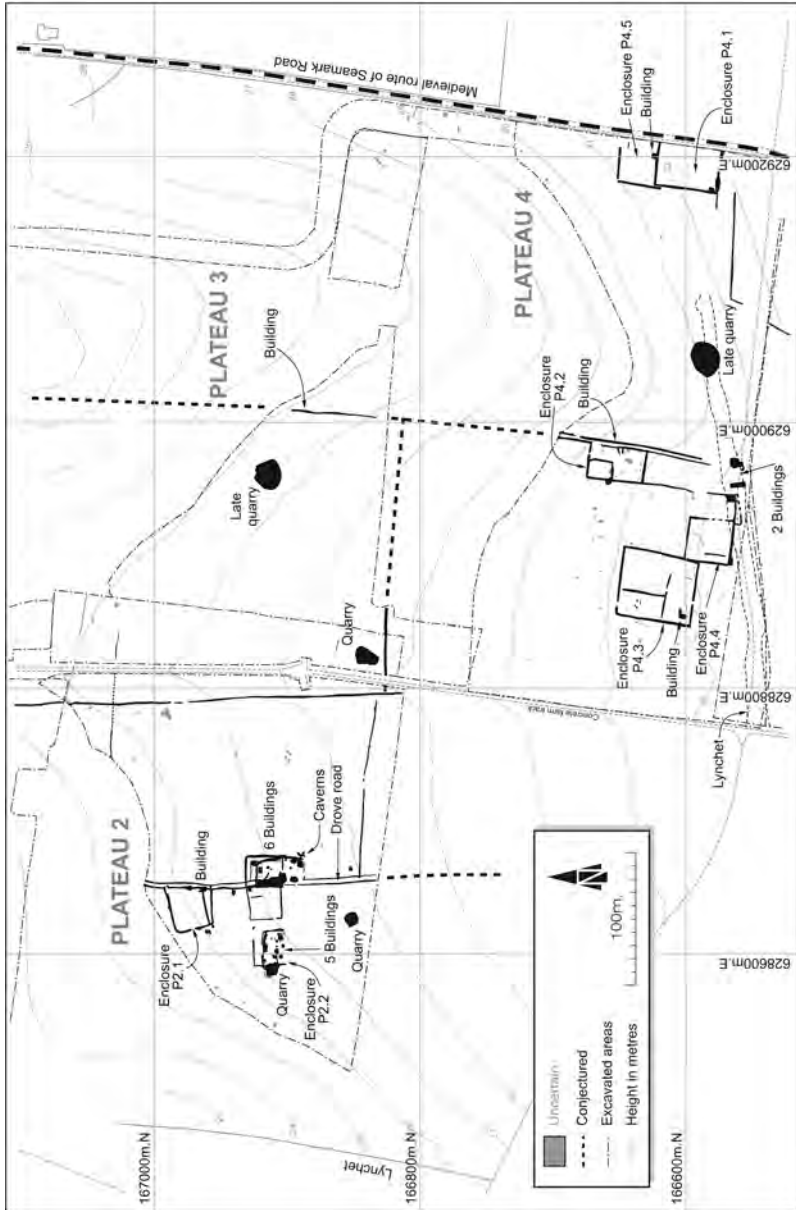 Medieval route of Seamark Road
PLATEAU 3
Building
Late
quarry
Quarry
167000m.N
PLATEAU 2
Building
6 Buildings
Caverns
Drove road
Enclosure
P2.1
5 Buildings
Quarry
Enclosure
P2.2
Quarry
Lynchet
166800m.N
PLATEAU 4
Enclosure P4.5
Building
Enclosure P4.1
629200m.E
Enclosure
P4.2
Building
Late quarry
629000m.E
2 Buildings
Enclosure
P4.3
Building
Enclosure
P4.4
Concrete farm track
628800m.E
Lynchet
628600m.E
166600m.N
Uncertain
Conjectured
Excavated areas
Height in metres
N
100m.